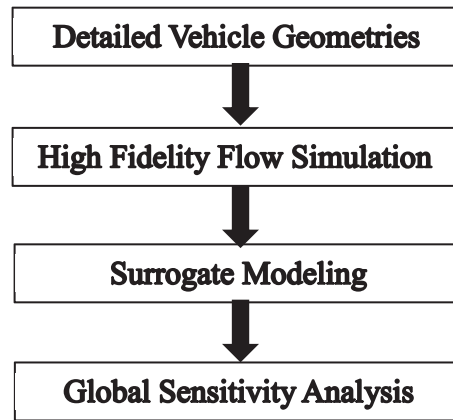 Detailed Vehicle Geometries
High Fidelity Flow Simulation
Surrogate Modeling
Global Sensitivity Analysis